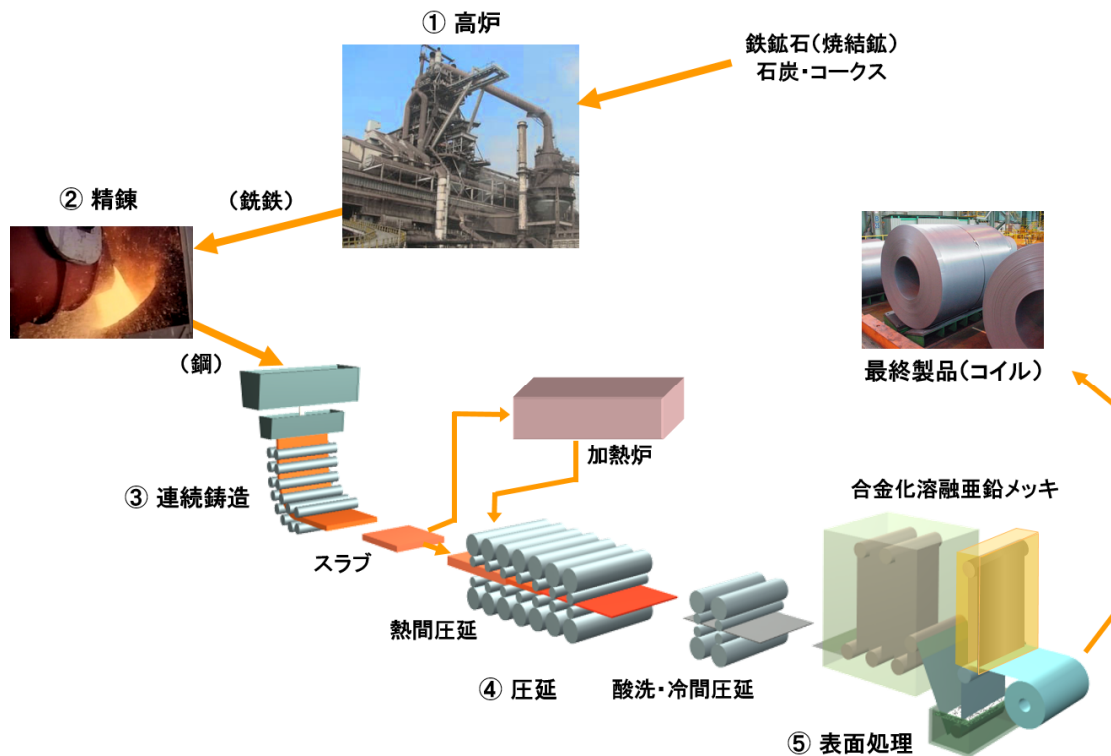 ① 高炉
鉄鉱石(焼結鉱)
石炭・コークス
② 精錬
(銑鉄)
(鋼)
最終製品(コイル)
加熱炉
③ 連続鋳造
合金化溶融亜鉛メッキ
スラブ
熱間圧延
④ 圧延
酸洗・冷間圧延
⑤ 表面処理